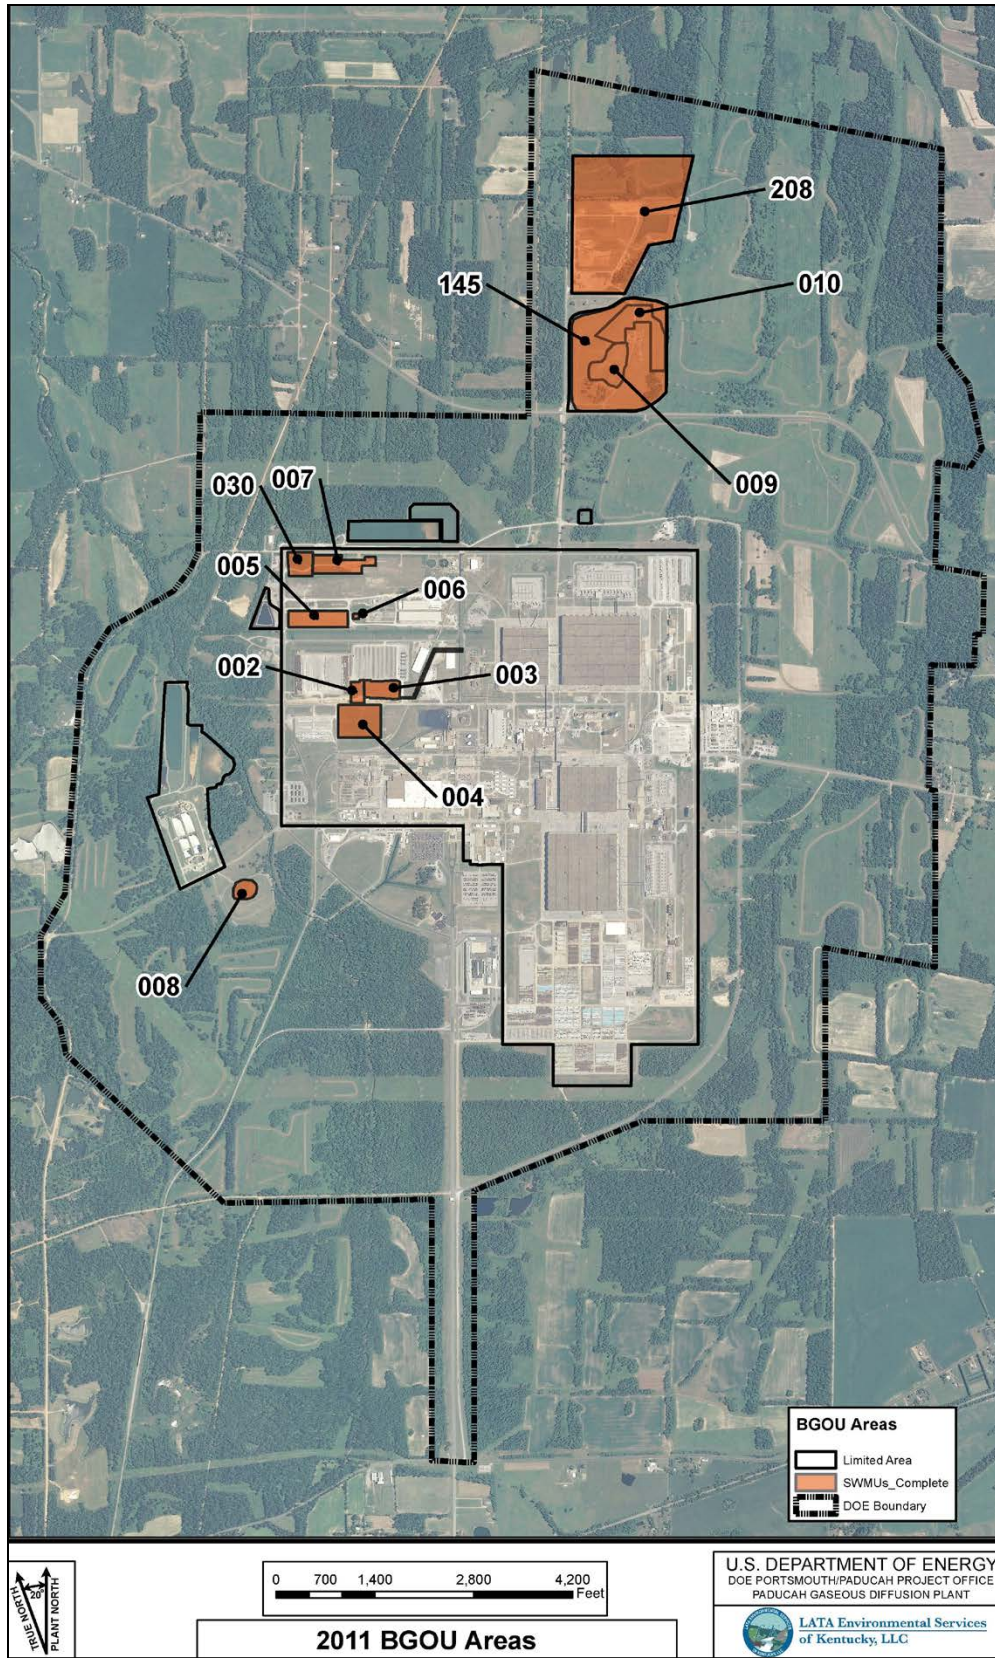 208
145
010
009
030
007
005
006
002
003
004
008
BGOU Areas
Limited Area
SWMUs_Complete
DOE Boundary
TRUE NORTH
20°
PLANT NORTH
0 700 1,400 2,800 4,200
Feet
2011 BGOU Areas
U.S. DEPARTMENT OF ENERGY
DOE PORTSMOUTH/PADUCAH PROJECT OFFICE
PADUCAH GASEOUS DIFFUSION PLANT
LATA Environmental Services
of Kentucky, LLC